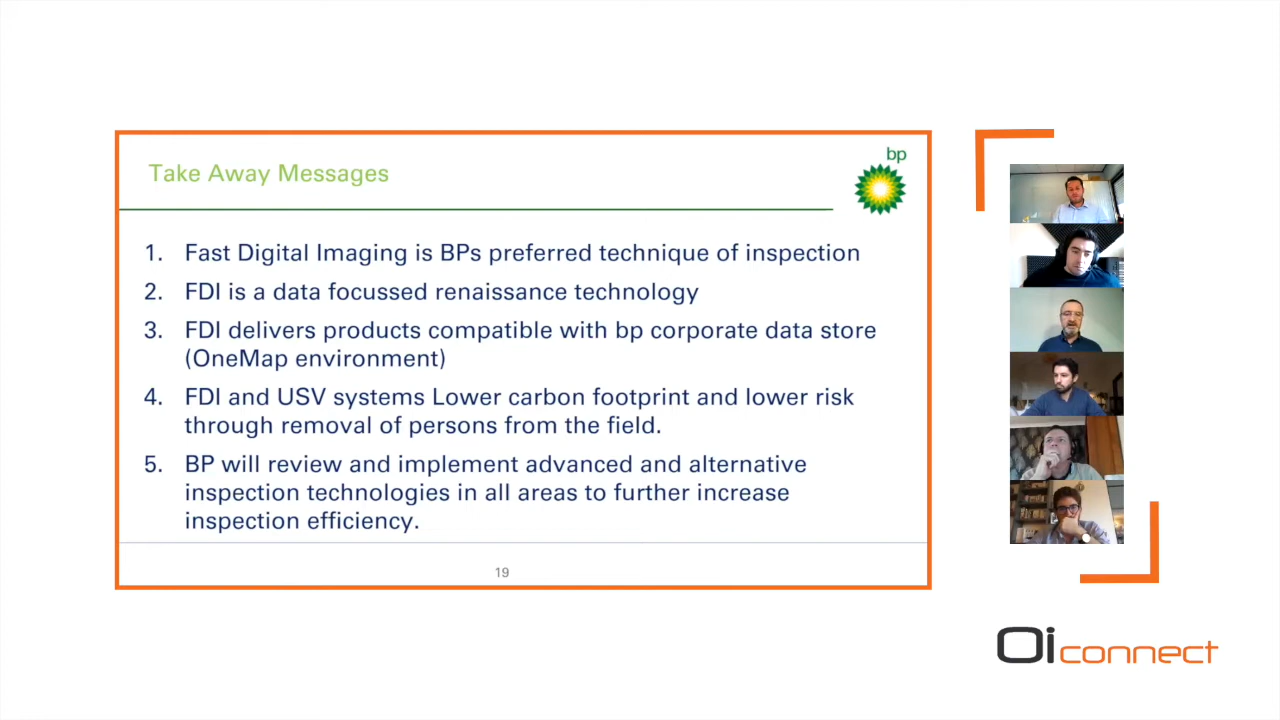 bp
Take Away Messages
1. Fast Digital Imaging is BPs preferred technique of inspection
2. FDI is a data focussed renaissance technology
3. FDI delivers products compatible with bp corporate data store
(OneMap environment)
4. FDI and USV systems Lower carbon footprint and lower risk
through removal of persons from the field.
5. BP will review and implement advanced and alternative
inspection technologies in all areas to further increase
inspection efficiency.
19
Oi connect